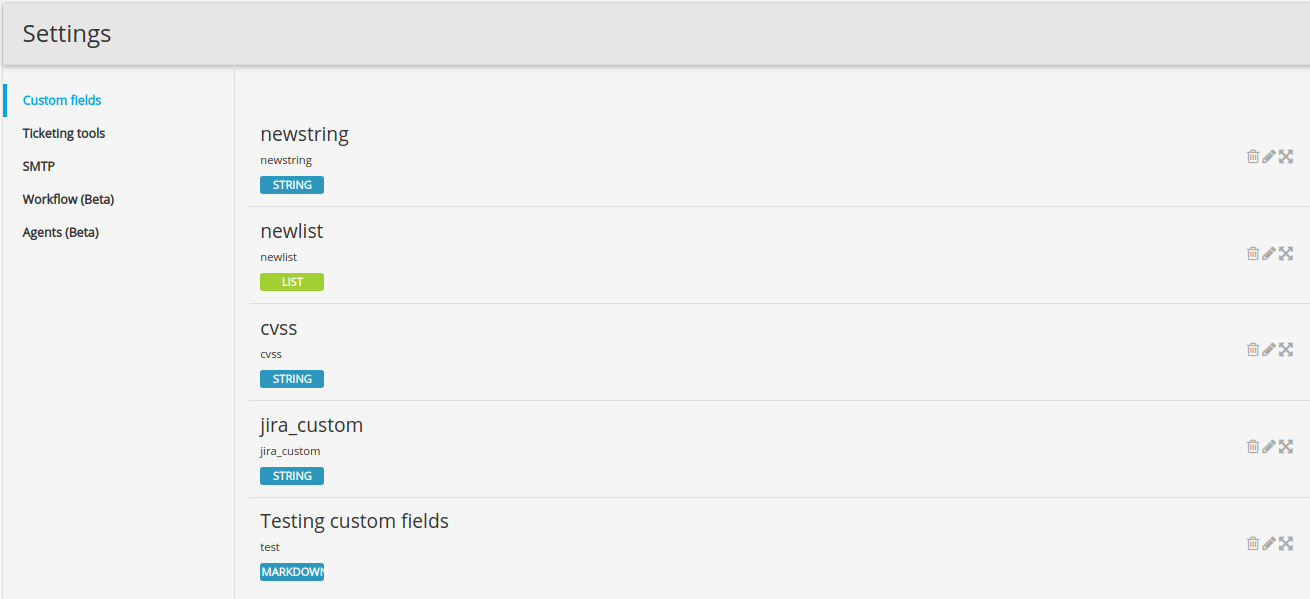 Settings
Custom fields
Ticketing tools
SMTP
Workflow (Beta)
Agents (Beta)
newstring
newstring
STRING
newlist
newlist
LIST
cvss
cvss
STRING
jira_custom
jira_custom
STRING
Testing custom fields
test
MARKDOWN